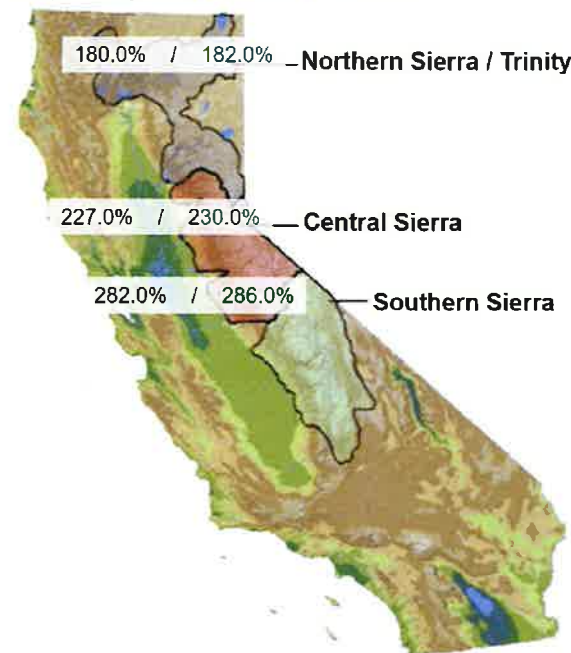 180.0% / 182.0% Northern Sierra / Trinity
227.0% / 230.0% Central Sierra
282.0% / 286.0% Southern Sierra